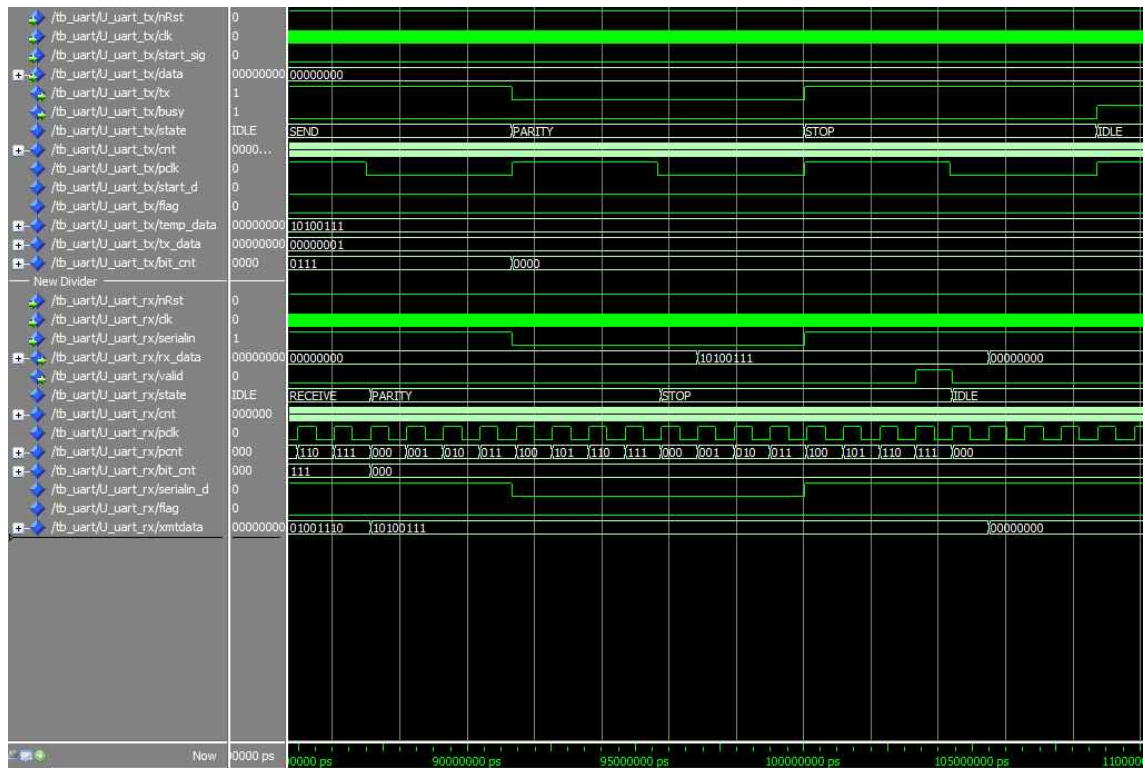 /tb_uart/U_uart_tx/nRst 0
/tb_uart/U_uart_tx/clk 0
/tb_uart/U_uart_tx/start_sig 0
/tb_uart/U_uart_tx/data 00000000 00000000
/tb_uart/U_uart_tx/tx 1
/tb_uart/U_uart_tx/busy 1
/tb_uart/U_uart_tx/state IDLE SEND PARITY STOP IDLE
/tb_uart/U_uart_tx/cnt 0000...
/tb_uart/U_uart_tx/pclk 0
/tb_uart/U_uart_tx/start_d 0
/tb_uart/U_uart_tx/flag 0
/tb_uart/U_uart_tx/temp_data 00000000 10100111
/tb_uart/U_uart_tx/tx_data 00000000 00000001
/tb_uart/U_uart_tx/bit_cnt 0000 0111 0000
New Divider
/tb_uart/U_uart_rx/nRst 0
/tb_uart/U_uart_rx/clk 0
/tb_uart/U_uart_rx/serialin 1
/tb_uart/U_uart_rx/rx_data 00000000 00000000 10100111 00000000
/tb_uart/U_uart_rx/valid 0
/tb_uart/U_uart_rx/state IDLE RECEIVE PARITY STOP IDLE
/tb_uart/U_uart_rx/cnt 000000
/tb_uart/U_uart_rx/pclk 0
/tb_uart/U_uart_rx/pcnt 000 110 111 000 001 010 011 100 101 110 111 000 001 010 011 100 101 110 111 000
/tb_uart/U_uart_rx/bit_cnt 000 111 000
/tb_uart/U_uart_rx/serialin_d 0
/tb_uart/U_uart_rx/flag 0
/tb_uart/U_uart_rx/xmtdata 00000000 01001110 10100111 00000000
Now 0000 ps 0000 ps 90000000 ps 95000000 ps 100000000 ps 105000000 ps 110000